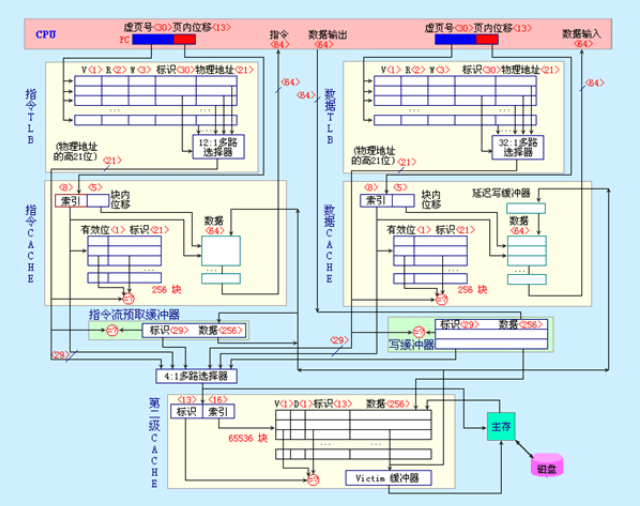 CPU
虚页号<30>页内位移<13>
PC
指令
<64>
数据输出
<64>
虚页号<30>页内位移<13>
数据输入
<64>
指令TLB
V<1> R<2> W<3> 标识<30>物理地址<21>
...
...
12:1多路
选择器
(物理地址
的高21位)
<21>
<64>
<64>
数据TLB
V<1> R<2> W<3> 标识<30>物理地址<21>
...
...
32:1多路
选择器
(物理地址
的高21位)
<21>
<64>
指令CACHE
<8> <5>
索引
块内
位移
有效位<1> 标识<21>
数据
<64>
...
...
=?
256 块
数据CACHE
<8> <5>
索引
块内
位移
延迟写缓冲器
有效位<1> 标识<21>
数据
<64>
...
...
=?
256 块
指令流预取缓冲器
=?
标识<29> 数据<256>
=?
写缓冲器
标识<29> 数据<256>
<29>
<29>
4:1多路选择器
第二级CACHE
<13> <16>
标识 索引
V<1>D<1>标识<13> 数据<256>
65536 块
...
...
=?
Victim 缓冲器
主存
磁盘